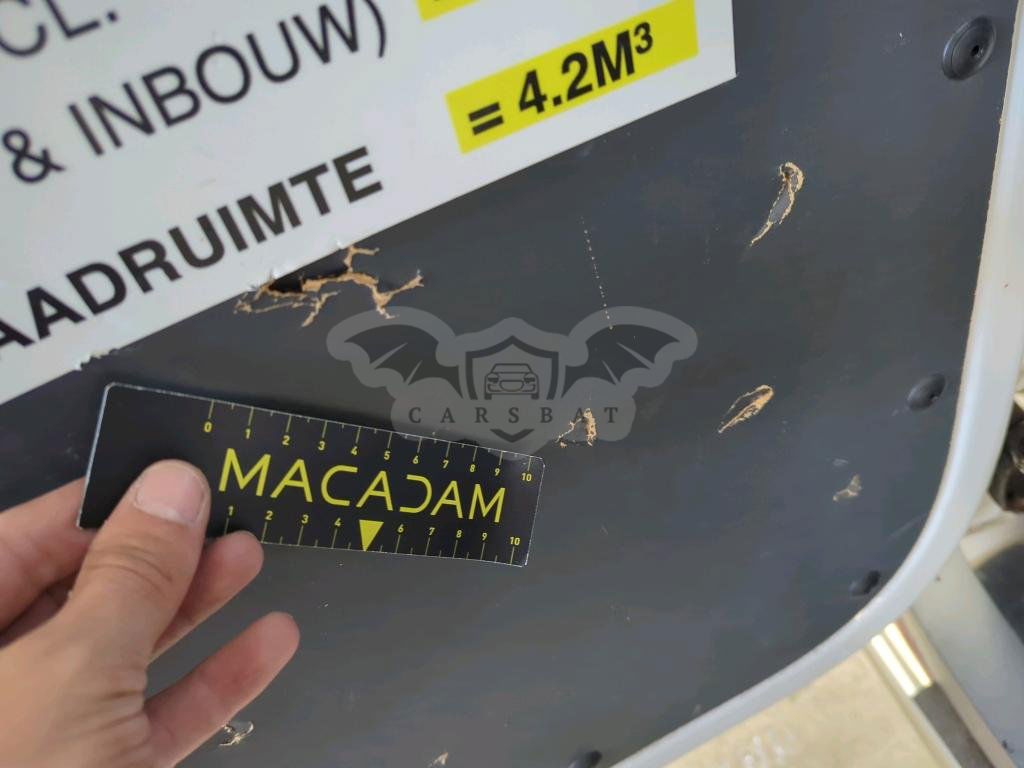 CL.
& INBOUW)
= 4.2M³
AADRUIMTE
CARSBAT
0 1 2 3 4 5 6 7 8 9 10
MACADAM
1 2 3 4 6 7 8 9 10